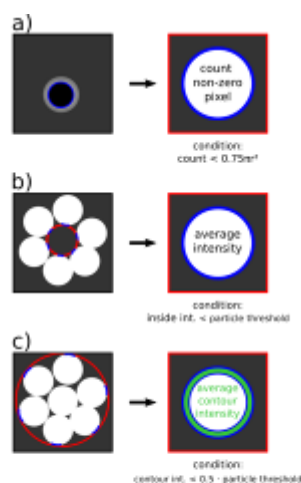 a)
count
non-zero
pixel
condition:
count < 0.75πr²
b)
average
intensity
condition:
inside int. < particle threshold
c)
average
contour
intensity
condition:
contour int. < 0.5 · particle threshold